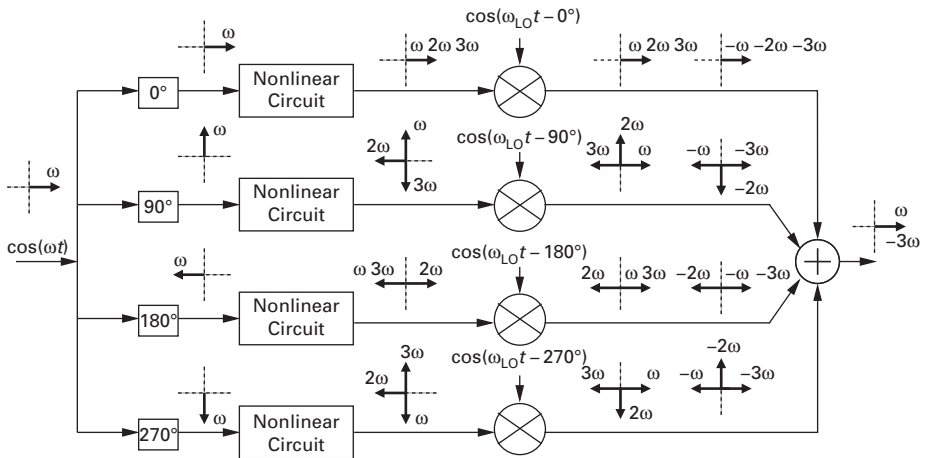 cos(ω_LO t – 0°)
ω
ω 2ω 3ω
ω 2ω 3ω
–ω –2ω –3ω
0°
Nonlinear
Circuit
cos(ω_LO t – 90°)
ω
2ω
ω
3ω
2ω
3ω
ω
–ω
–3ω
–2ω
ω
90°
Nonlinear
Circuit
ω
–3ω
cos(ωt)
cos(ω_LO t – 180°)
ω
ω 3ω
2ω
2ω
ω 3ω
–2ω
–ω –3ω
180°
Nonlinear
Circuit
cos(ω_LO t – 270°)
3ω
–2ω
2ω
3ω
ω
–ω
–3ω
ω
ω
2ω
270°
Nonlinear
Circuit